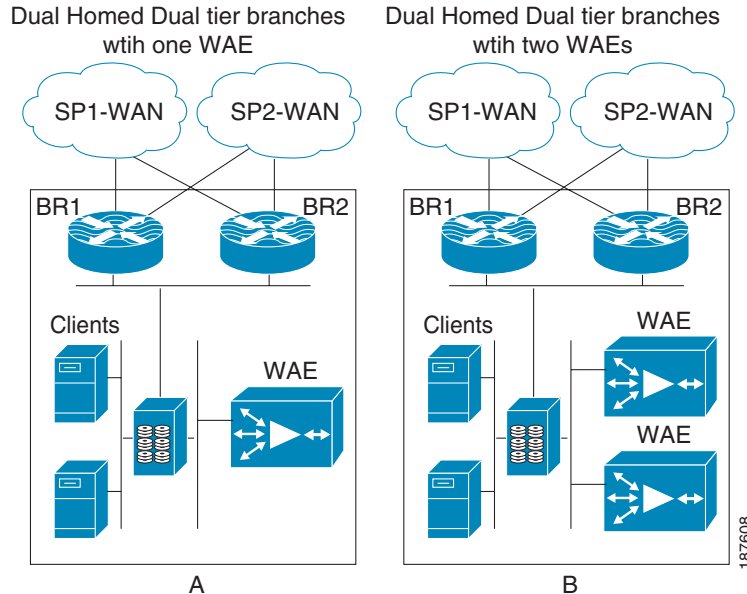 Dual Homed Dual tier branches
wtih one WAE
SP1-WAN
SP2-WAN
BR1
BR2
Clients
WAE
A
Dual Homed Dual tier branches
wtih two WAEs
SP1-WAN
SP2-WAN
BR1
BR2
Clients
WAE
WAE
B
187608